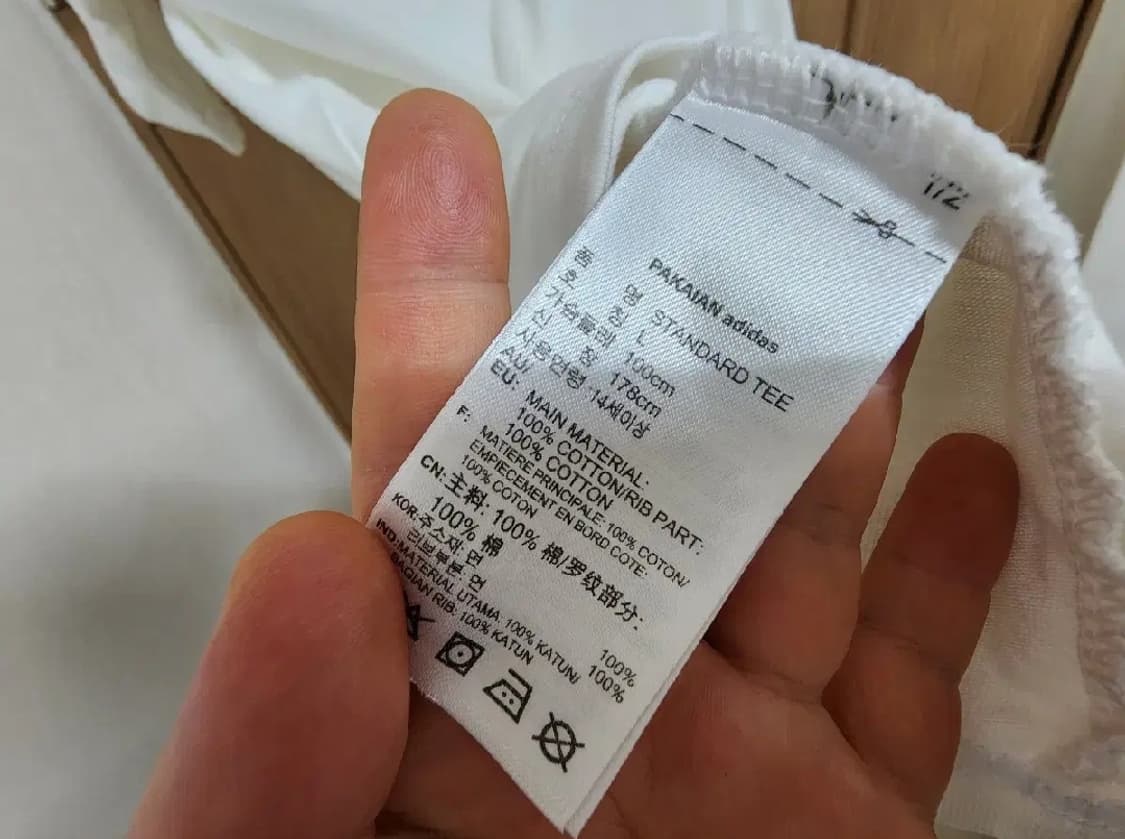 PAKAIAN adidas
품 명 STANDARD TEE
호 칭 L
가슴둘레 100cm
신 장 178cm
사용연령 14세이상
AU/
EU: MAIN MATERIAL:
100% COTTON/RIB PART:
100% COTTON
F: MATIERE PRINCIPALE: 100% COTON/
EMPIECEMENT EN BORD COTE:
100% COTON
CN: 主料: 100% 棉/罗纹部分:
100% 棉
KOR: 주소재: 면 100%
리브부분: 면 100%
IND: MATERIAL UTAMA: 100% KATUN/
BAGIAN RIB: 100% KATUN